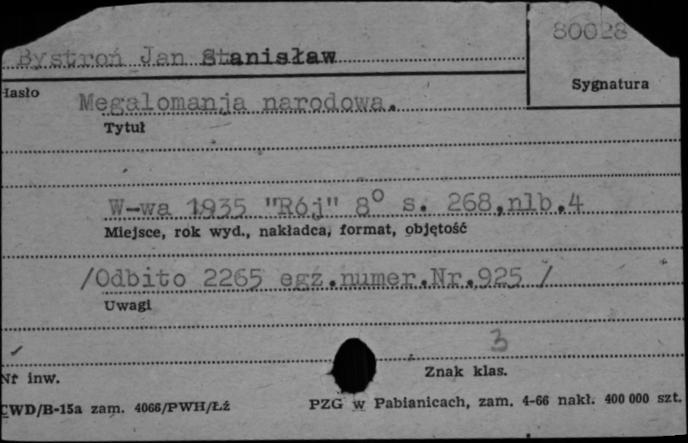 80028
Bystroń Jan Stanisław
Hasło
Sygnatura
Megalomanja narodowa.
Tytuł
W-wa 1935 "Rój" 8° s. 268,nlb.4
Miejsce, rok wyd., nakładca, format, objętość
/Odbito 2265 egz.numer.Nr.925 /
Uwagi
3
Nr inw.
Znak klas.
CWD/B-15a zam. 4066/PWH/Łź
PZG w Pabianicach, zam. 4-66 nakł. 400 000 szt.